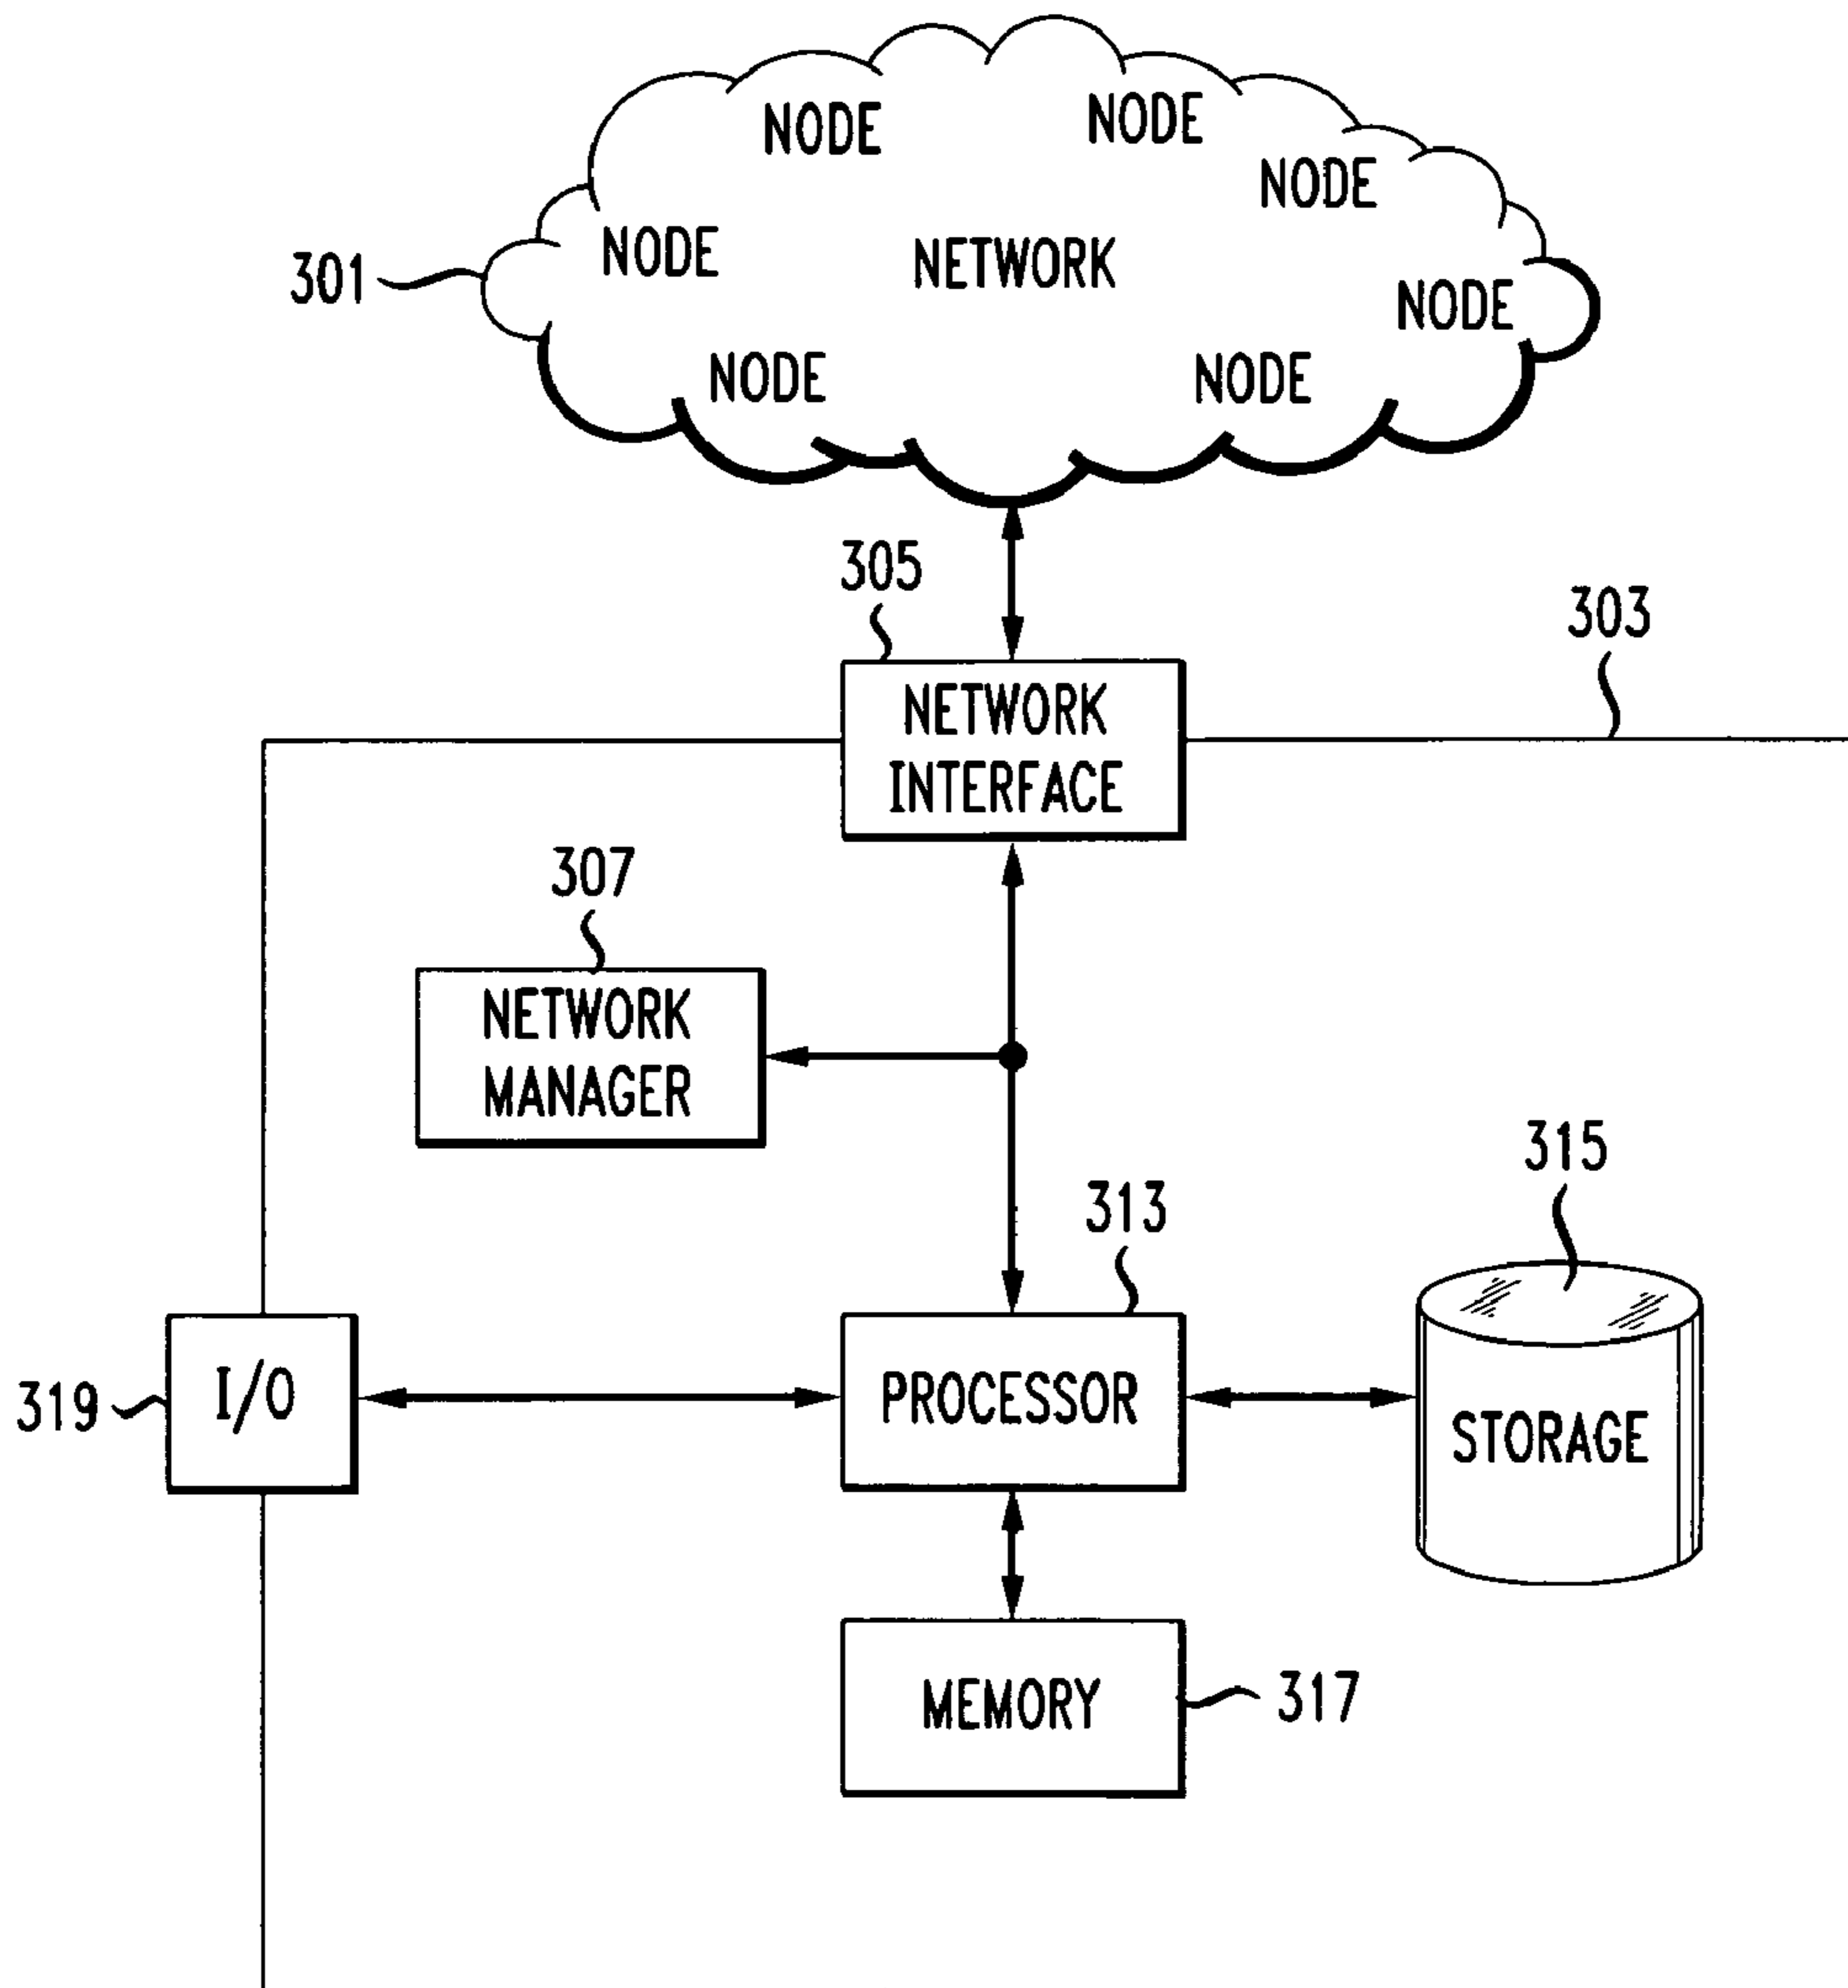 NODE
NODE
NODE
NODE
NETWORK
301
NODE
NODE
NODE
305
303
NETWORK
INTERFACE
307
NETWORK
MANAGER
315
313
I/O
PROCESSOR
319
STORAGE
MEMORY
317